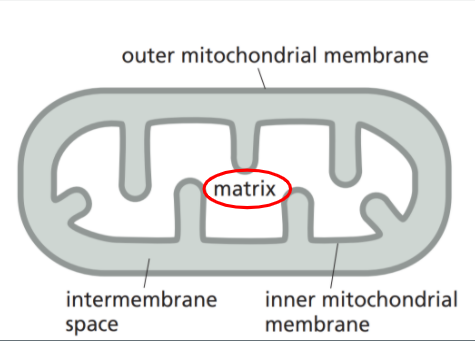 outer mitochondrial membrane
matrix
intermembrane
space
inner mitochondrial
membrane